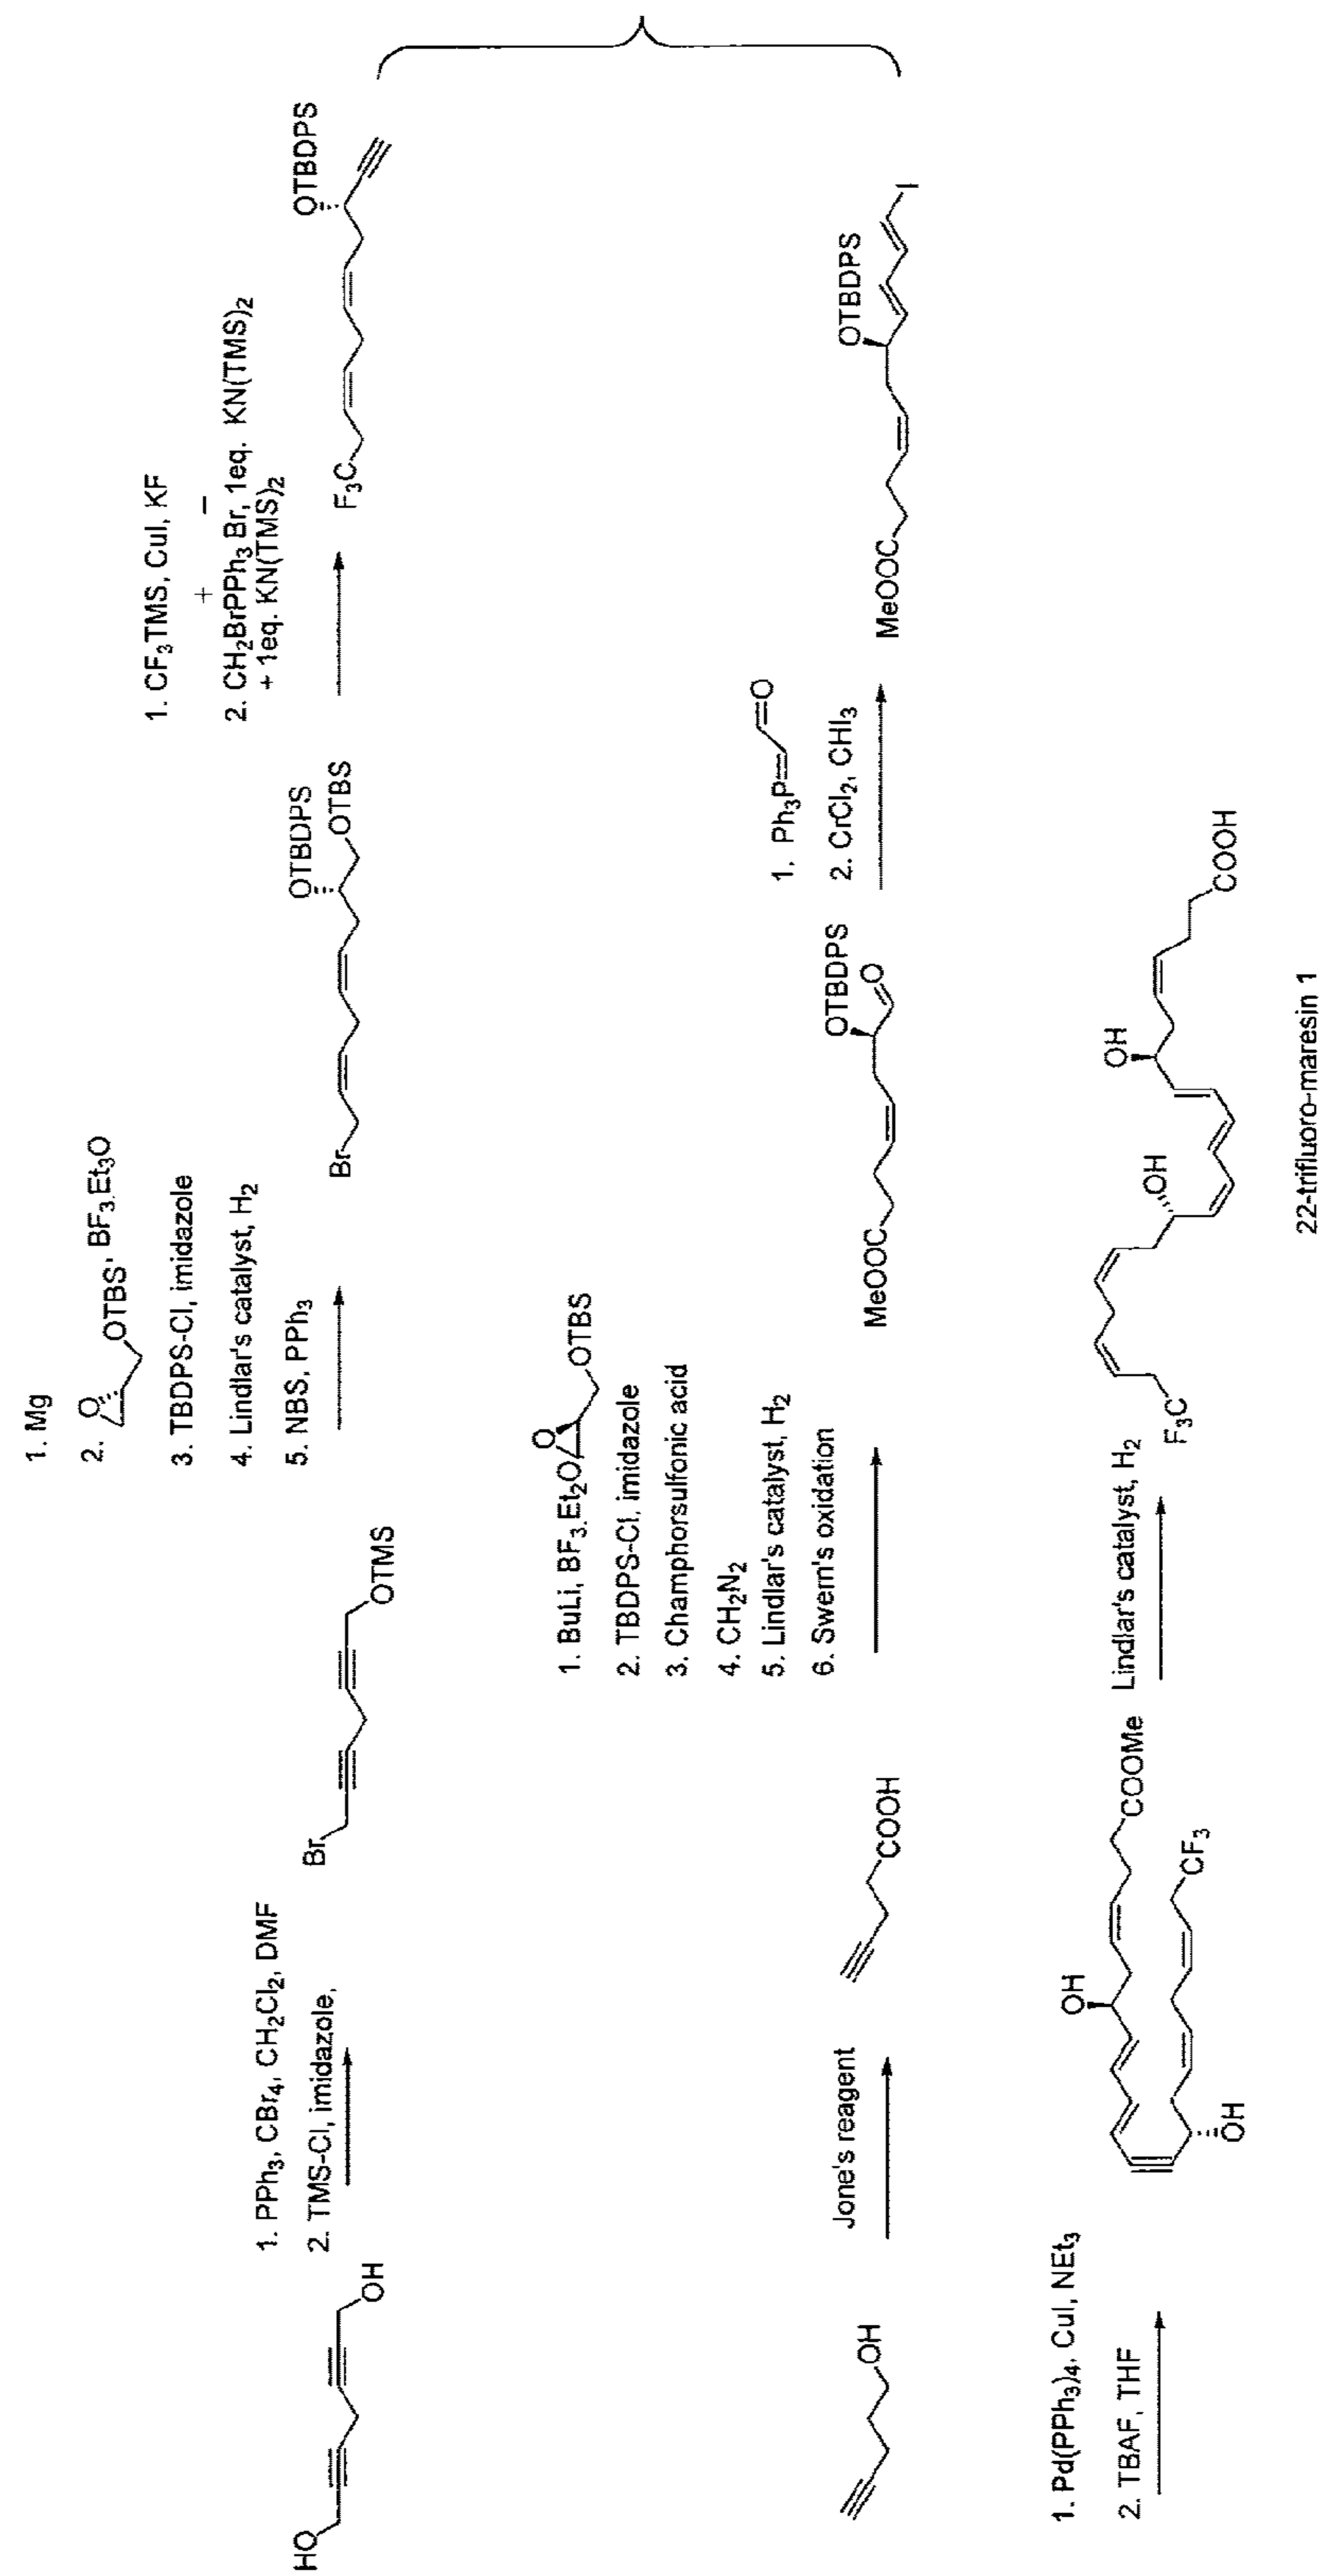 HO
OH
1. PPh3, CBr4, CH2Cl2, DMF
2. TMS-Cl, imidazole,
Br
OTMS
1. Mg
2.
O
OTBS' BF3.Et3O
3. TBDPS-Cl, imidazole
4. Lindlar's catalyst, H2
5. NBS, PPh3
Br
OTBDPS
OTBS
1. CF3TMS, CuI, KF
+ −
2. CH2BrPPh3 Br, 1eq. KN(TMS)2
+ 1eq. KN(TMS)2
F3C
OTBDPS
OH
Jone's reagent
COOH
O
1. BuLi, BF3.Et2O
OTBS
2. TBDPS-Cl, imidazole
3. Champhorsulfonic acid
4. CH2N2
5. Lindlar's catalyst, H2
6. Swern's oxidation
MeOOC
OTBDPS
O
1. Ph3P
O
2. CrCl2, CHI3
MeOOC
OTBDPS
I
1. Pd(PPh3)4, CuI, NEt3
2. TBAF, THF
OH
COOMe
CF3
OH
Lindlar's catalyst, H2
OH
OH
F3C
COOH
22-trifluoro-maresin 1